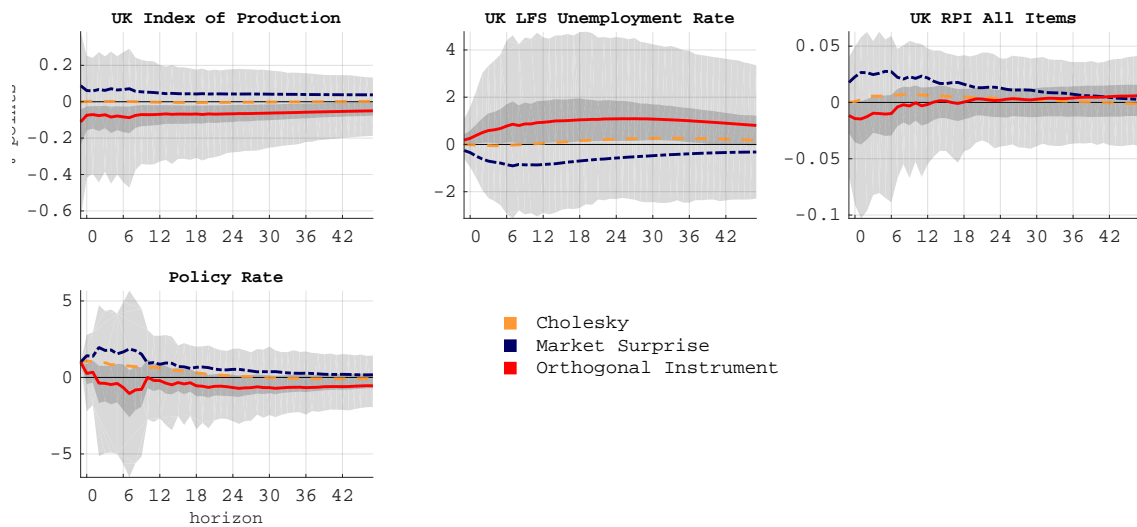 UK Index of Production
UK LFS Unemployment Rate
UK RPI All Items
points
0.2
0
-0.2
-0.4
-0.6
0 6 12 18 24 30 36 42
4
2
0
-2
0 6 12 18 24 30 36 42
0.05
0
-0.05
-0.1
0 6 12 18 24 30 36 42
Policy Rate
5
0
-5
0 6 12 18 24 30 36 42
horizon
Cholesky
Market Surprise
Orthogonal Instrument